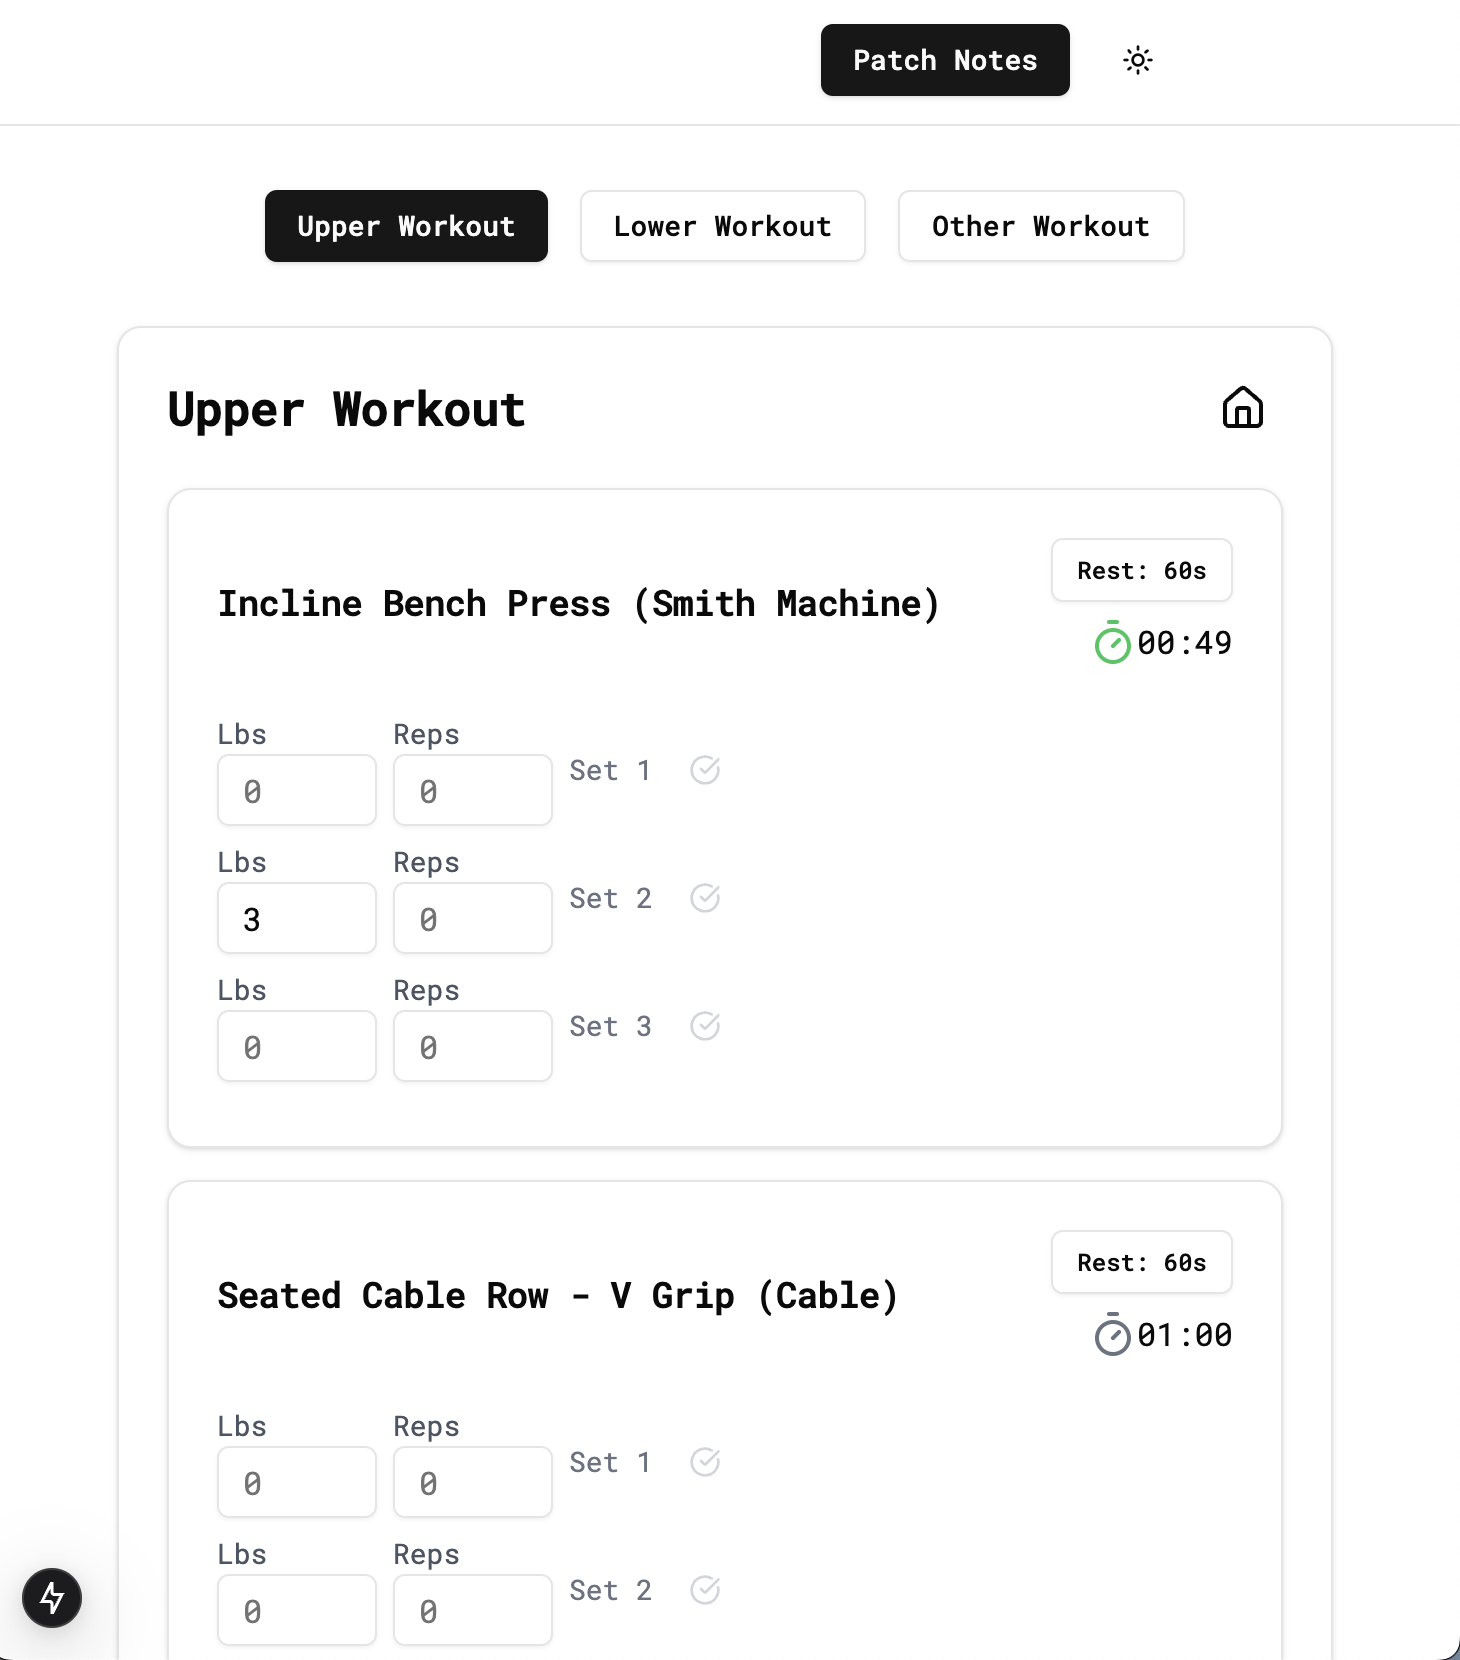 Patch Notes
Upper Workout Lower Workout Other Workout
Upper Workout
Rest: 60s
Incline Bench Press (Smith Machine)
00:49
Lbs Reps
0 0 Set 1
Lbs Reps
3 0 Set 2
Lbs Reps
0 0 Set 3
Rest: 60s
Seated Cable Row - V Grip (Cable)
01:00
Lbs Reps
0 0 Set 1
Lbs Reps
0 0 Set 2